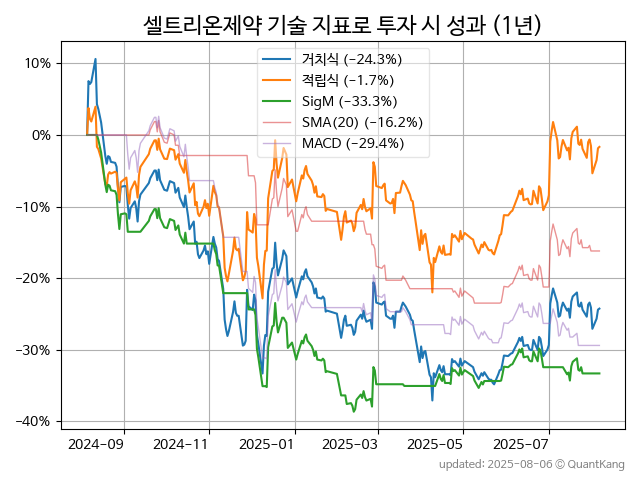 셀트리온제약 기술 지표로 투자 시 성과 (1년)
거치식 (−24.3%)
적립식 (−1.7%)
SigM (−33.3%)
SMA(20) (−16.2%)
MACD (−29.4%)
10%
0%
−10%
−20%
−30%
−40%
2024-09 2024-11 2025-01 2025-03 2025-05 2025-07
updated: 2025-08-06 ⓒ QuantKang